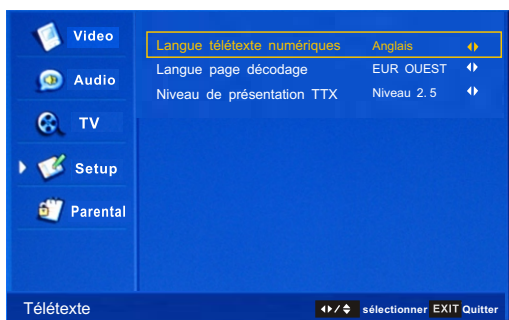 Video
Audio
TV
Setup
Parental
Langue télétexte numériques Anglais
Langue page décodage EUR OUEST
Niveau de présentation TTX Niveau 2. 5
Télétexte sélectionner EXIT Quitter